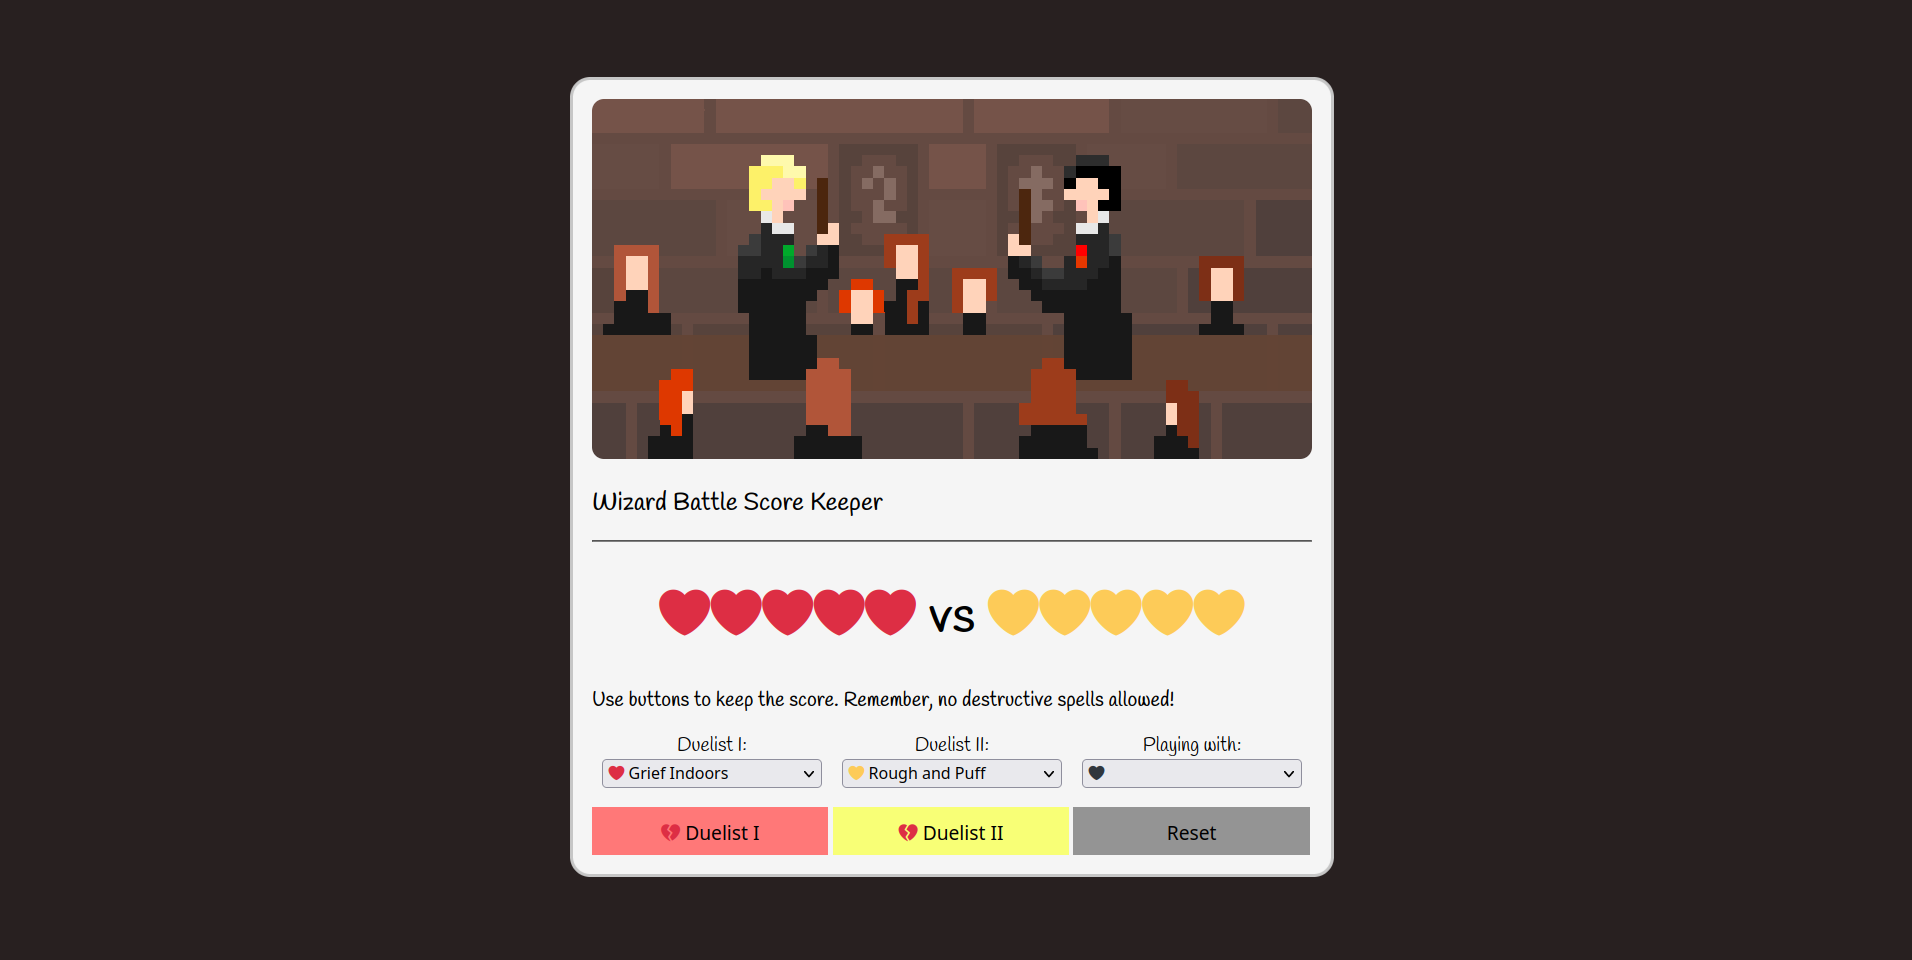 Wizard Battle Score Keeper
vs
Use buttons to keep the score. Remember, no destructive spells allowed!
Duelist I:
Duelist II:
Playing with:
Grief Indoors
Rough and Puff
Duelist I
Duelist II
Reset